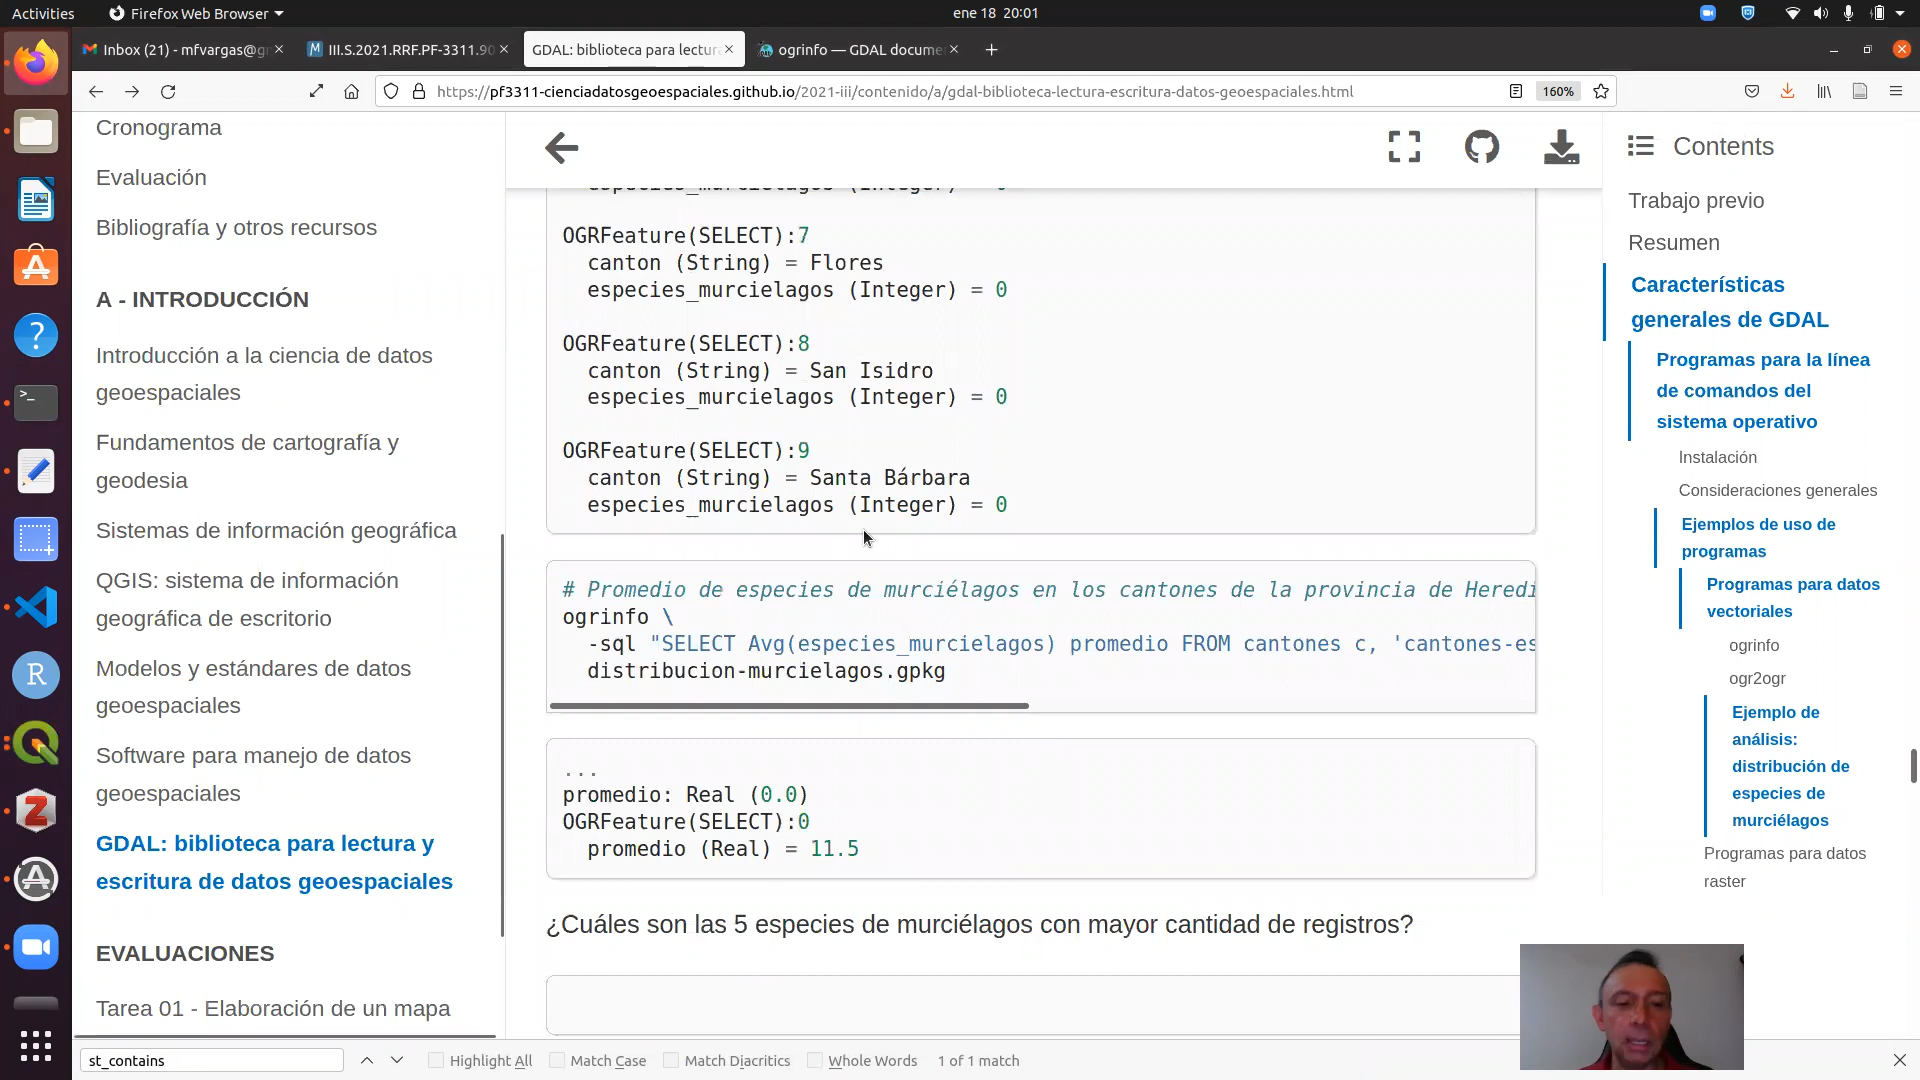 Activities
Firefox Web Browser
ene 18 20:01
Inbox (21) - mfvargas@g
III.S.2021.RRF.PF-3311.90
GDAL: biblioteca para lectur
ogrinfo — GDAL docume
https://pf3311-cienciadatosgeoespaciales.github.io/2021-iii/contenido/a/gdal-biblioteca-lectura-escritura-datos-geoespaciales.html
160%
Cronograma
Evaluación
Bibliografía y otros recursos
A - INTRODUCCIÓN
Introducción a la ciencia de datos
geoespaciales
Fundamentos de cartografía y
geodesia
Sistemas de información geográfica
QGIS: sistema de información
geográfica de escritorio
Modelos y estándares de datos
geoespaciales
Software para manejo de datos
geoespaciales
GDAL: biblioteca para lectura y
escritura de datos geoespaciales
EVALUACIONES
Tarea 01 - Elaboración de un mapa
especies_murcielagos (Integer) = 0
OGRFeature(SELECT):7
canton (String) = Flores
especies_murcielagos (Integer) = 0
OGRFeature(SELECT):8
canton (String) = San Isidro
especies_murcielagos (Integer) = 0
OGRFeature(SELECT):9
canton (String) = Santa Bárbara
especies_murcielagos (Integer) = 0
# Promedio de especies de murciélagos en los cantones de la provincia de Heredi
ogrinfo \
-sql "SELECT Avg(especies_murcielagos) promedio FROM cantones c, 'cantones-es
distribucion-murcielagos.gpkg
...
promedio: Real (0.0)
OGRFeature(SELECT):0
promedio (Real) = 11.5
¿Cuáles son las 5 especies de murciélagos con mayor cantidad de registros?
Contents
Trabajo previo
Resumen
Características
generales de GDAL
Programas para la línea
de comandos del
sistema operativo
Instalación
Consideraciones generales
Ejemplos de uso de
programas
Programas para datos
vectoriales
ogrinfo
ogr2ogr
Ejemplo de
análisis:
distribución de
especies de
murciélagos
Programas para datos
raster
st_contains
Highlight All
Match Case
Match Diacritics
Whole Words
1 of 1 match